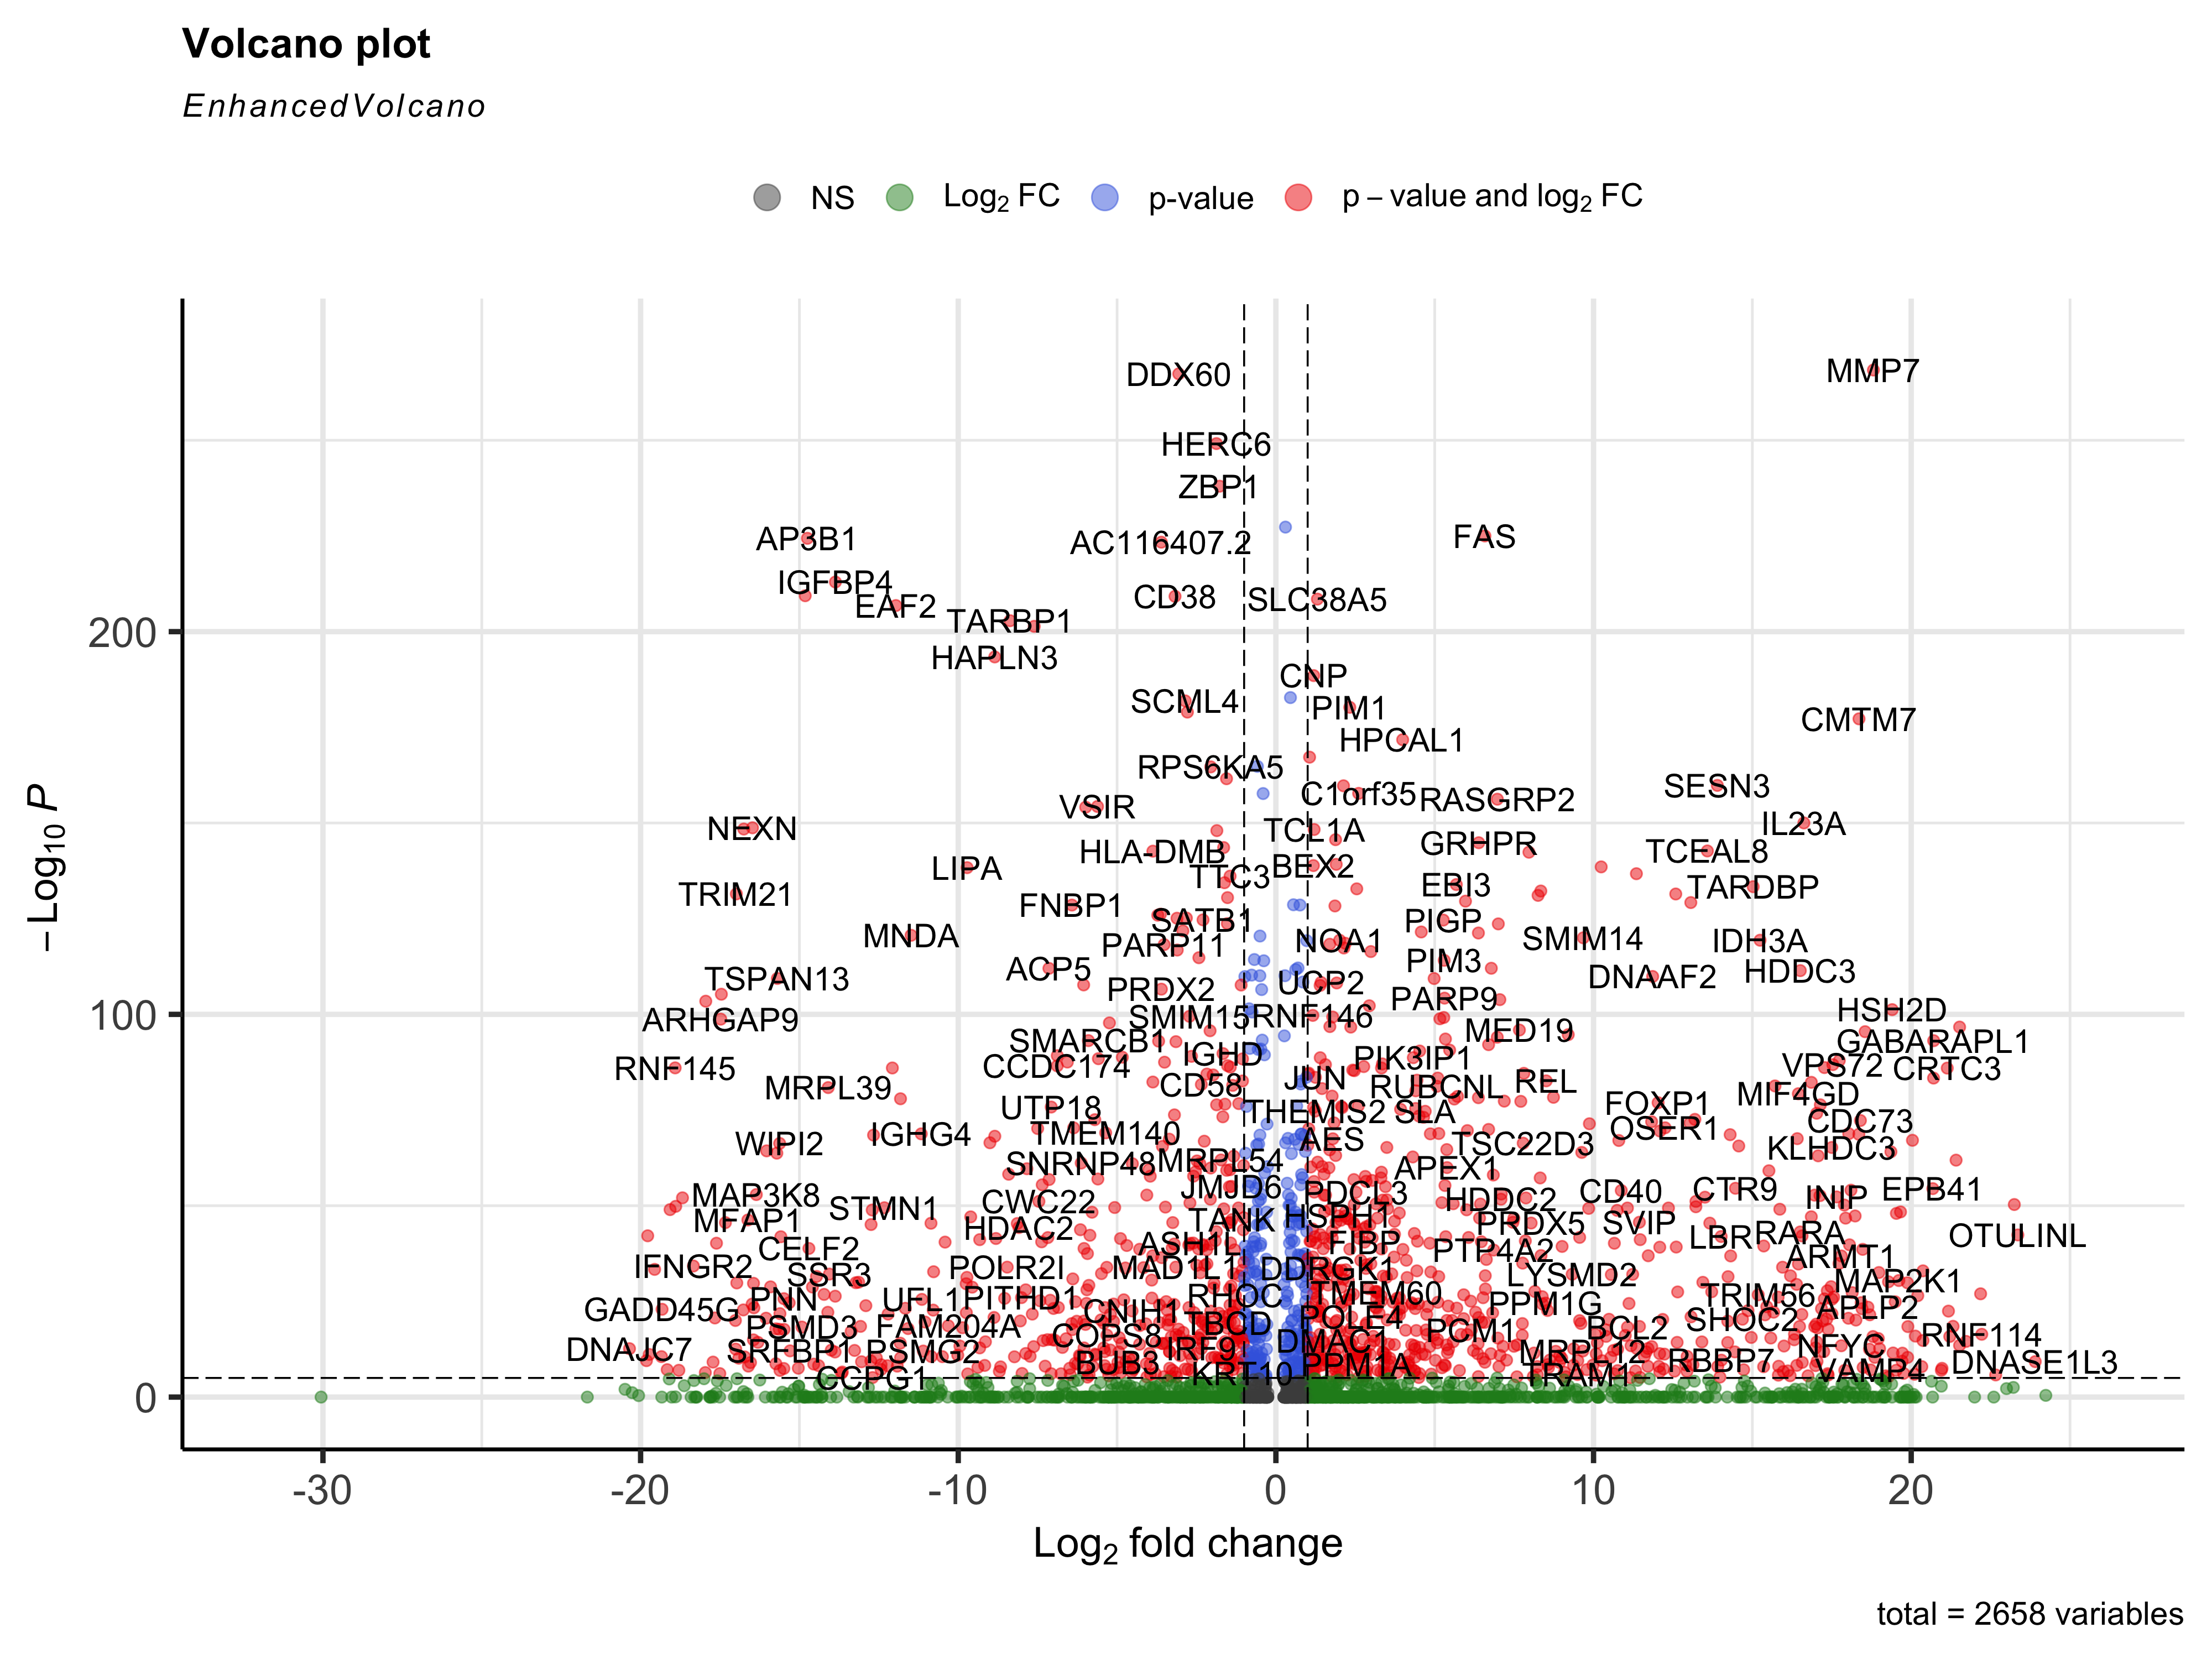 Volcano plot
EnhancedVolcano
NS Log2 FC p-value p – value and log2 FC
DDX60
MMP7
HERC6
ZBP1
AP3B1
AC116407.2
FAS
IGFBP4
EAF2
CD38
SLC38A5
TARBP1
200
HAPLN3
CNP
SCML4
PIM1
CMTM7
HPCAL1
RPS6KA5
SESN3
C1orf35
RASGRP2
VSIR
IL23A
NEXN
TCL1A
GRHPR
HLA-DMB
TCEAL8
LIPA
BEX2
TTC3
EBI3
TARDBP
TRIM21
FNBP1
SATB1
PIGP
MNDA
PARP11
NOA1
SMIM14
IDH3A
ACP5
PIM3
HDDC3
TSPAN13
DNAAF2
PRDX2
UCP2
PARP9
100
ARHGAP9
SMIM15
RNF146
HSH2D
MED19
SMARCB1
GABARAPL1
IGHD
PIK3IP1
RNF145
CCDC174
VPS72
CRTC3
MRPL39
CD58
JUN
RUBCNL
REL
MIF4GD
UTP18
THEMIS2
SLA
FOXP1
CDC73
IGHG4
TMEM140
AES
OSER1
WIPI2
TSC22D3
KLHDC3
SNRNP48
MRPL54
APEX1
MAP3K8
JMJD6
PDCL3
CD40
CTR9
EPB41
STMN1
CWC22
HDDC2
INIP
MFAP1
TANK
HSPH1
PRDX5
SVIP
HDAC2
LBR
RARA
OTULINL
CELF2
ASH1L
FIBP
PTP4A2
ARMT1
IFNGR2
SSR3
POLR2I
MAD1L1
DDRGK1
LYSMD2
MAP2K1
PNN
UFL1
PITHD1
RHOC
TMEM60
PPM1G
TRIM56
GADD45G
CNIH1
POLE4
SHOC2
APLP2
PSMD3
FAM204A
COPS8
TBCD
PCM1
BCL2
RNF114
DNAJC7
SRFBP1
PSMG2
IRF9
DMAC1
MRPL12
RBBP7
NFYC
BUB3
KRT10
PPM1A
TRAM1
VAMP4
DNASE1L3
CCPG1
0
–Log10 P
-30 -20 -10 0 10 20
Log2 fold change
total = 2658 variables